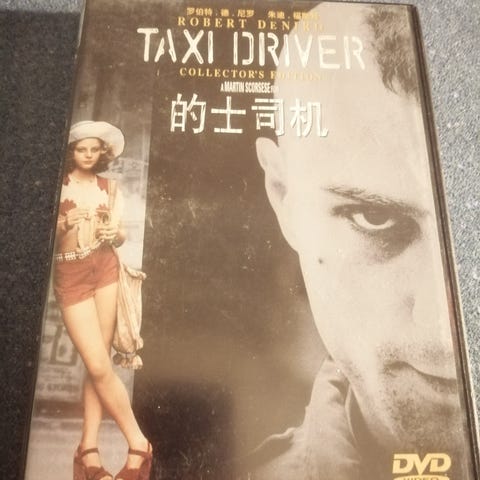 罗伯特．德．尼罗　朱迪．福斯特
ROBERT DENIRO
TAXI DRIVER
COLLECTOR'S EDITION
A MARTIN SCORSESE FILM
的士司机
DVD
VIDEO